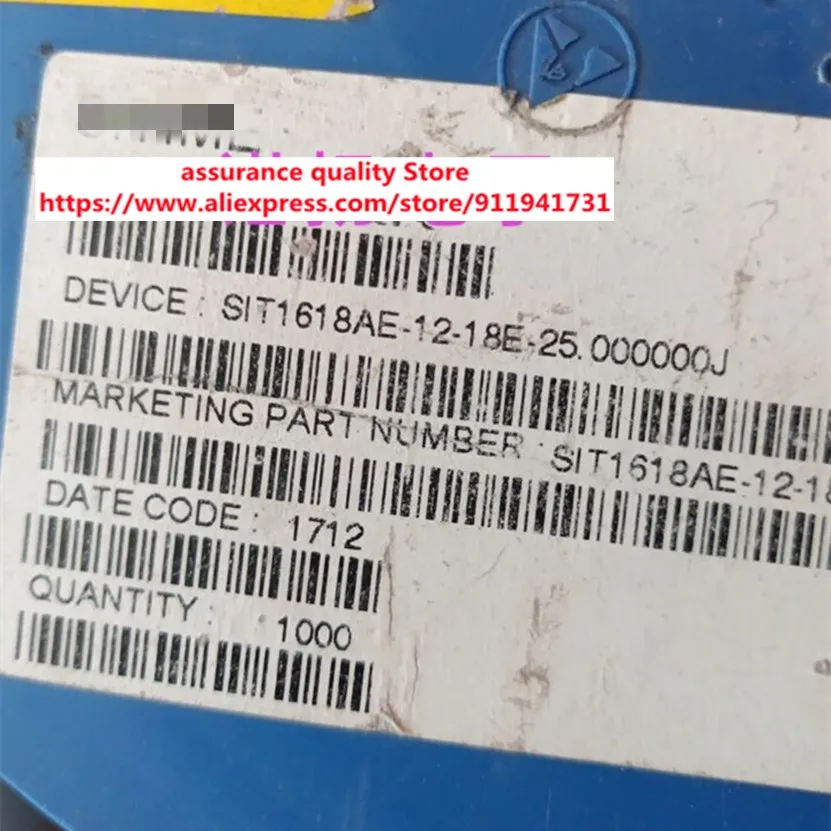 assurance quality Store
https://www.aliexpress.com/store/911941731
DEVICE : SIT1618AE-12-18E-25.000000J
MARKETING PART NUMBER : SIT1618AE-12-18
DATE CODE : 1712
QUANTITY : 1000